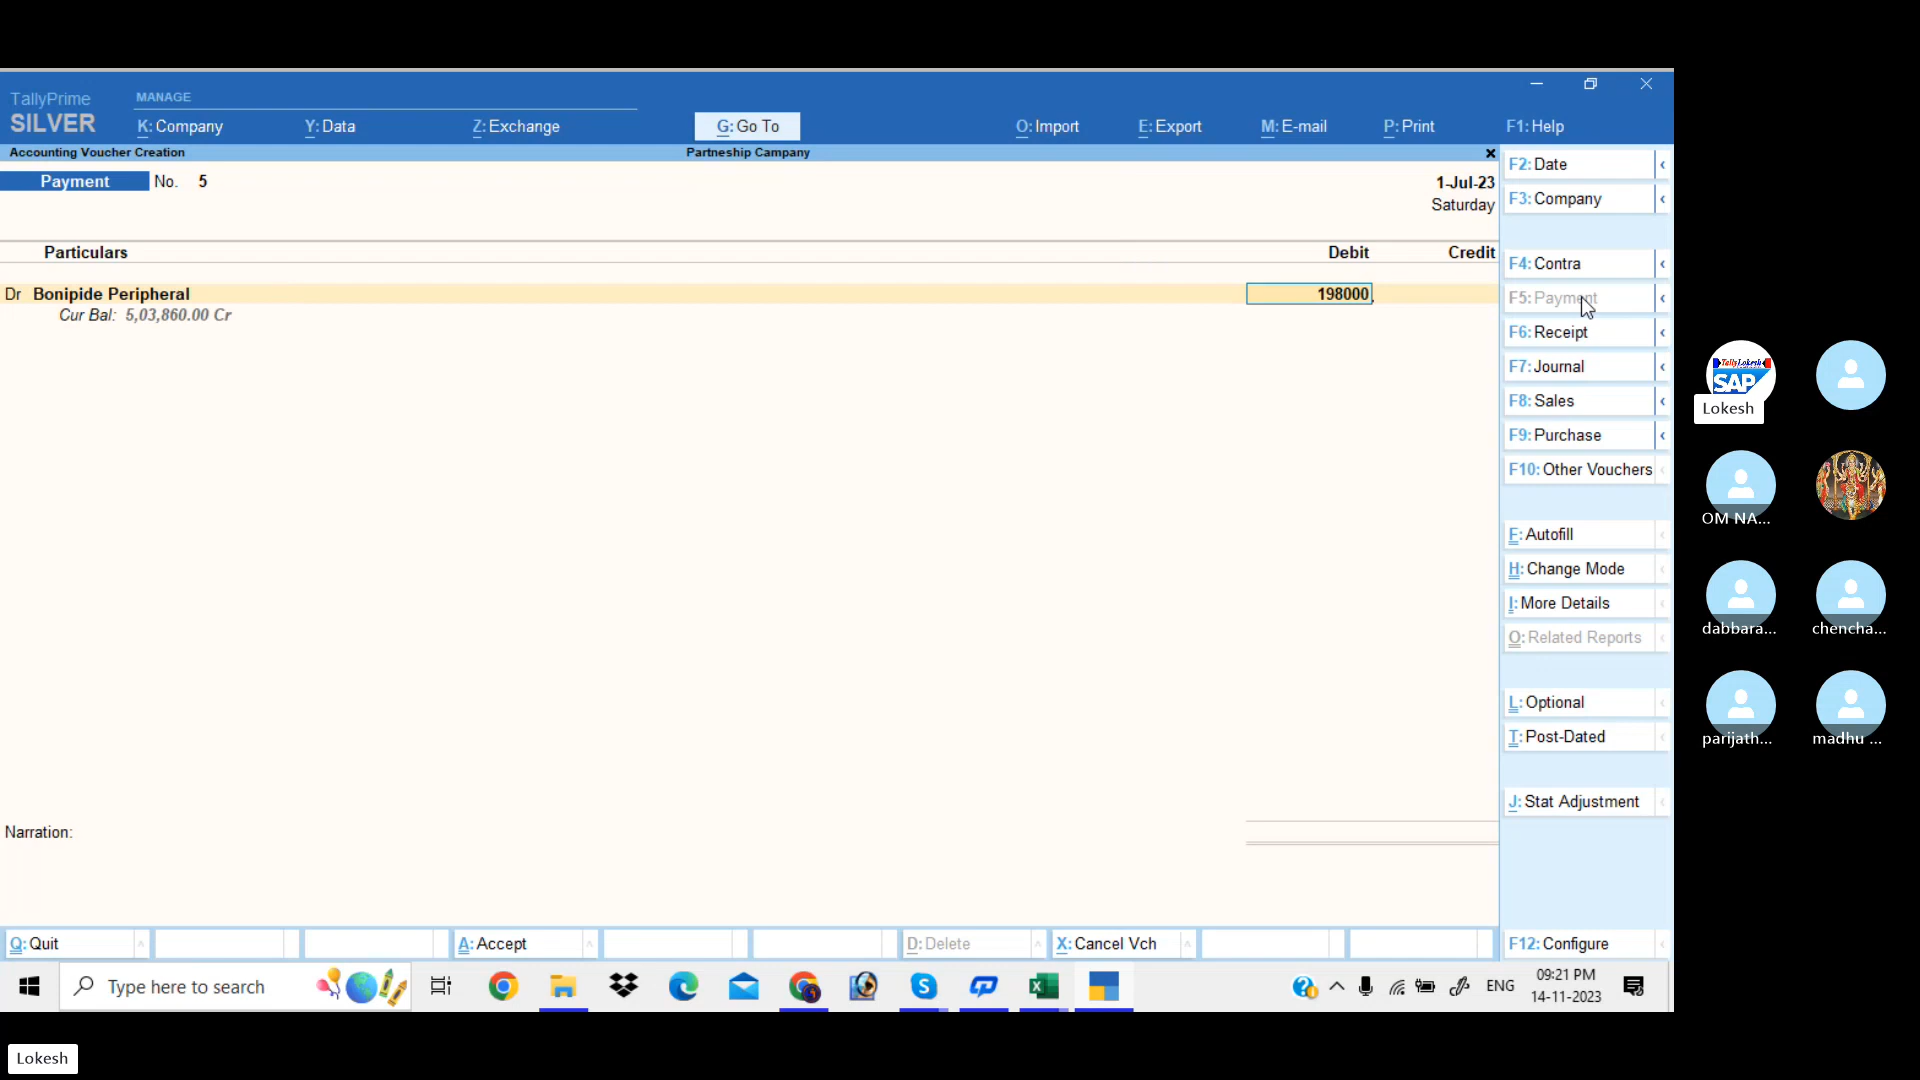 TallyPrime
SILVER
MANAGE
K: Company
Y: Data
Z: Exchange
G: Go To
O: Import
E: Export
M: E-mail
P: Print
F1: Help
Accounting Voucher Creation
Partneship Campany
Payment No. 5
1-Jul-23
Saturday
Particulars
Debit
Credit
Dr Bonipide Peripheral
198000
Cur Bal: 5,03,860.00 Cr
Narration:
F2: Date
F3: Company
F4: Contra
F5: Payment
F6: Receipt
F7: Journal
F8: Sales
F9: Purchase
F10: Other Vouchers
F: Autofill
H: Change Mode
I: More Details
O: Related Reports
L: Optional
T: Post-Dated
J: Stat Adjustment
F12: Configure
Q: Quit
A: Accept
D: Delete
X: Cancel Vch
Type here to search
ENG
09:21 PM
14-11-2023
TallyLokesh
SAP
Lokesh
OM NA...
dabbara...
chencha...
parijath...
madhu ...
Lokesh